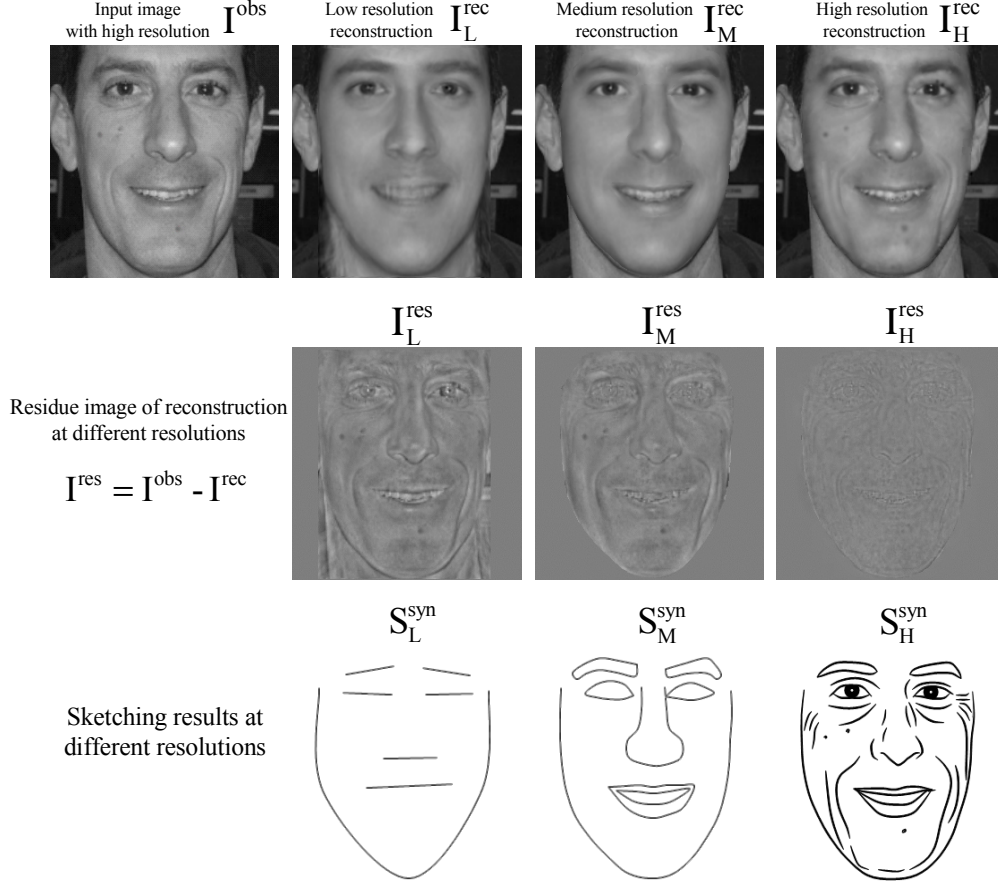 Input image
with high resolution I^obs
Low resolution
reconstruction I_L^rec
Medium resolution
reconstruction I_M^rec
High resolution
reconstruction I_H^rec
I_L^res
I_M^res
I_H^res
Residue image of reconstruction
at different resolutions
I^res = I^obs - I^rec
S_L^syn
S_M^syn
S_H^syn
Sketching results at
different resolutions